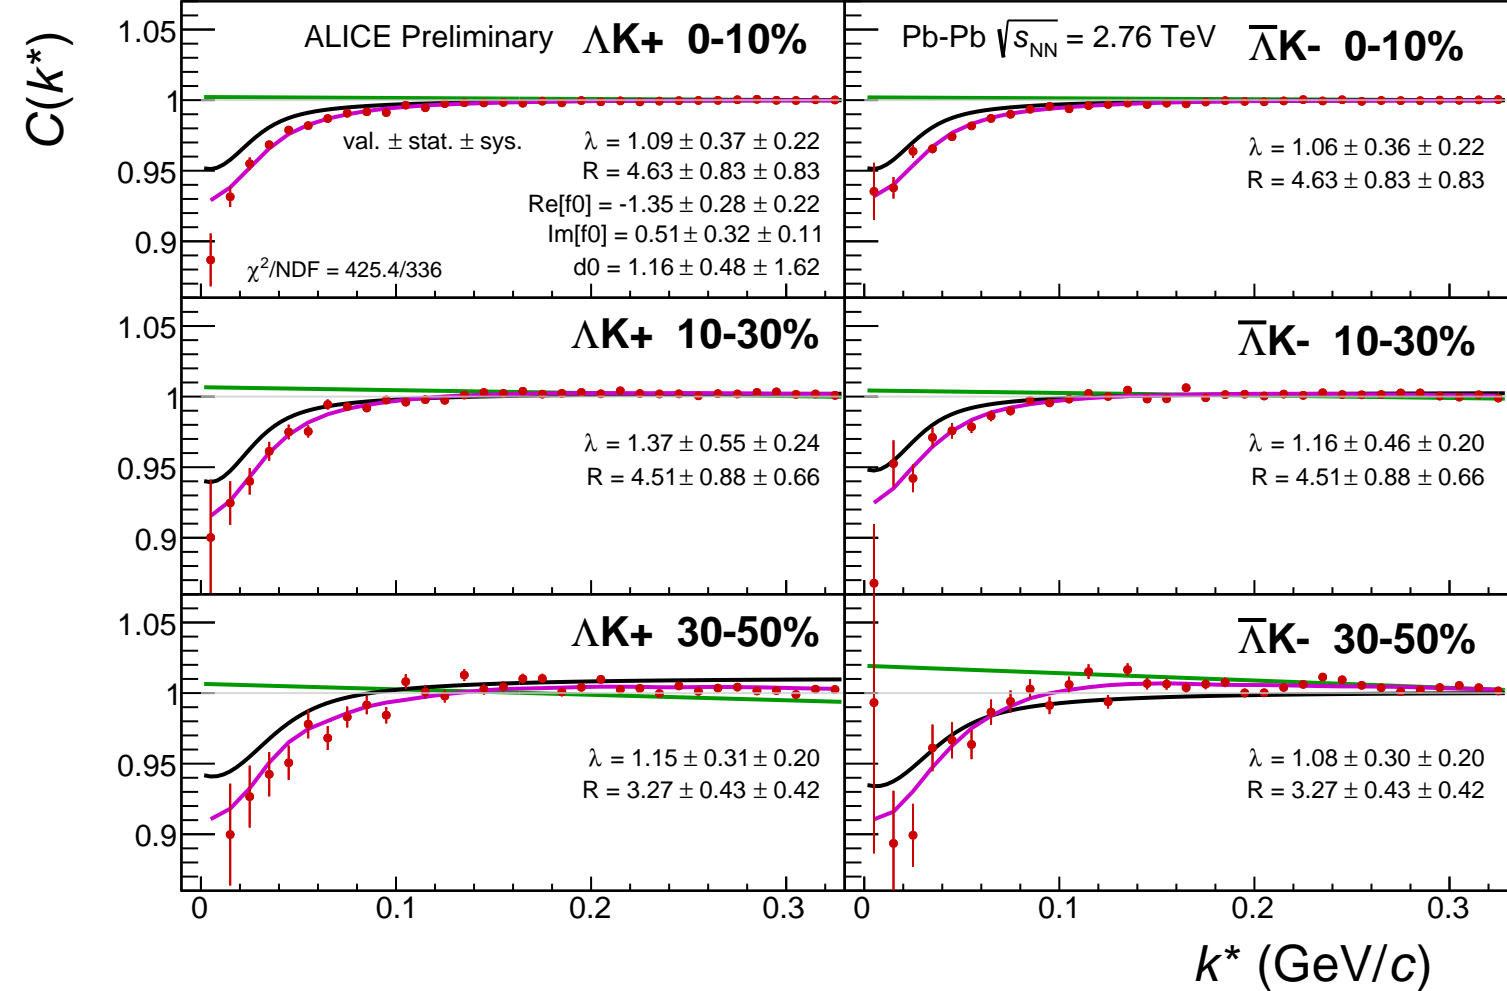 C(k*)
1.05
1
0.95
0.9
ALICE Preliminary ΛK+ 0-10%
val. ± stat. ± sys.
λ = 1.09 ± 0.37 ± 0.22
R = 4.63 ± 0.83 ± 0.83
Re[f0] = -1.35 ± 0.28 ± 0.22
Im[f0] = 0.51 ± 0.32 ± 0.11
d0 = 1.16 ± 0.48 ± 1.62
χ²/NDF = 425.4/336
Pb-Pb √sNN = 2.76 TeV Λ̅K- 0-10%
λ = 1.06 ± 0.36 ± 0.22
R = 4.63 ± 0.83 ± 0.83
1.05
1
0.95
0.9
ΛK+ 10-30%
λ = 1.37 ± 0.55 ± 0.24
R = 4.51 ± 0.88 ± 0.66
Λ̅K- 10-30%
λ = 1.16 ± 0.46 ± 0.20
R = 4.51 ± 0.88 ± 0.66
1.05
1
0.95
0.9
ΛK+ 30-50%
λ = 1.15 ± 0.31 ± 0.20
R = 3.27 ± 0.43 ± 0.42
Λ̅K- 30-50%
λ = 1.08 ± 0.30 ± 0.20
R = 3.27 ± 0.43 ± 0.42
0 0.1 0.2 0.3
0 0.1 0.2 0.3
k* (GeV/c)